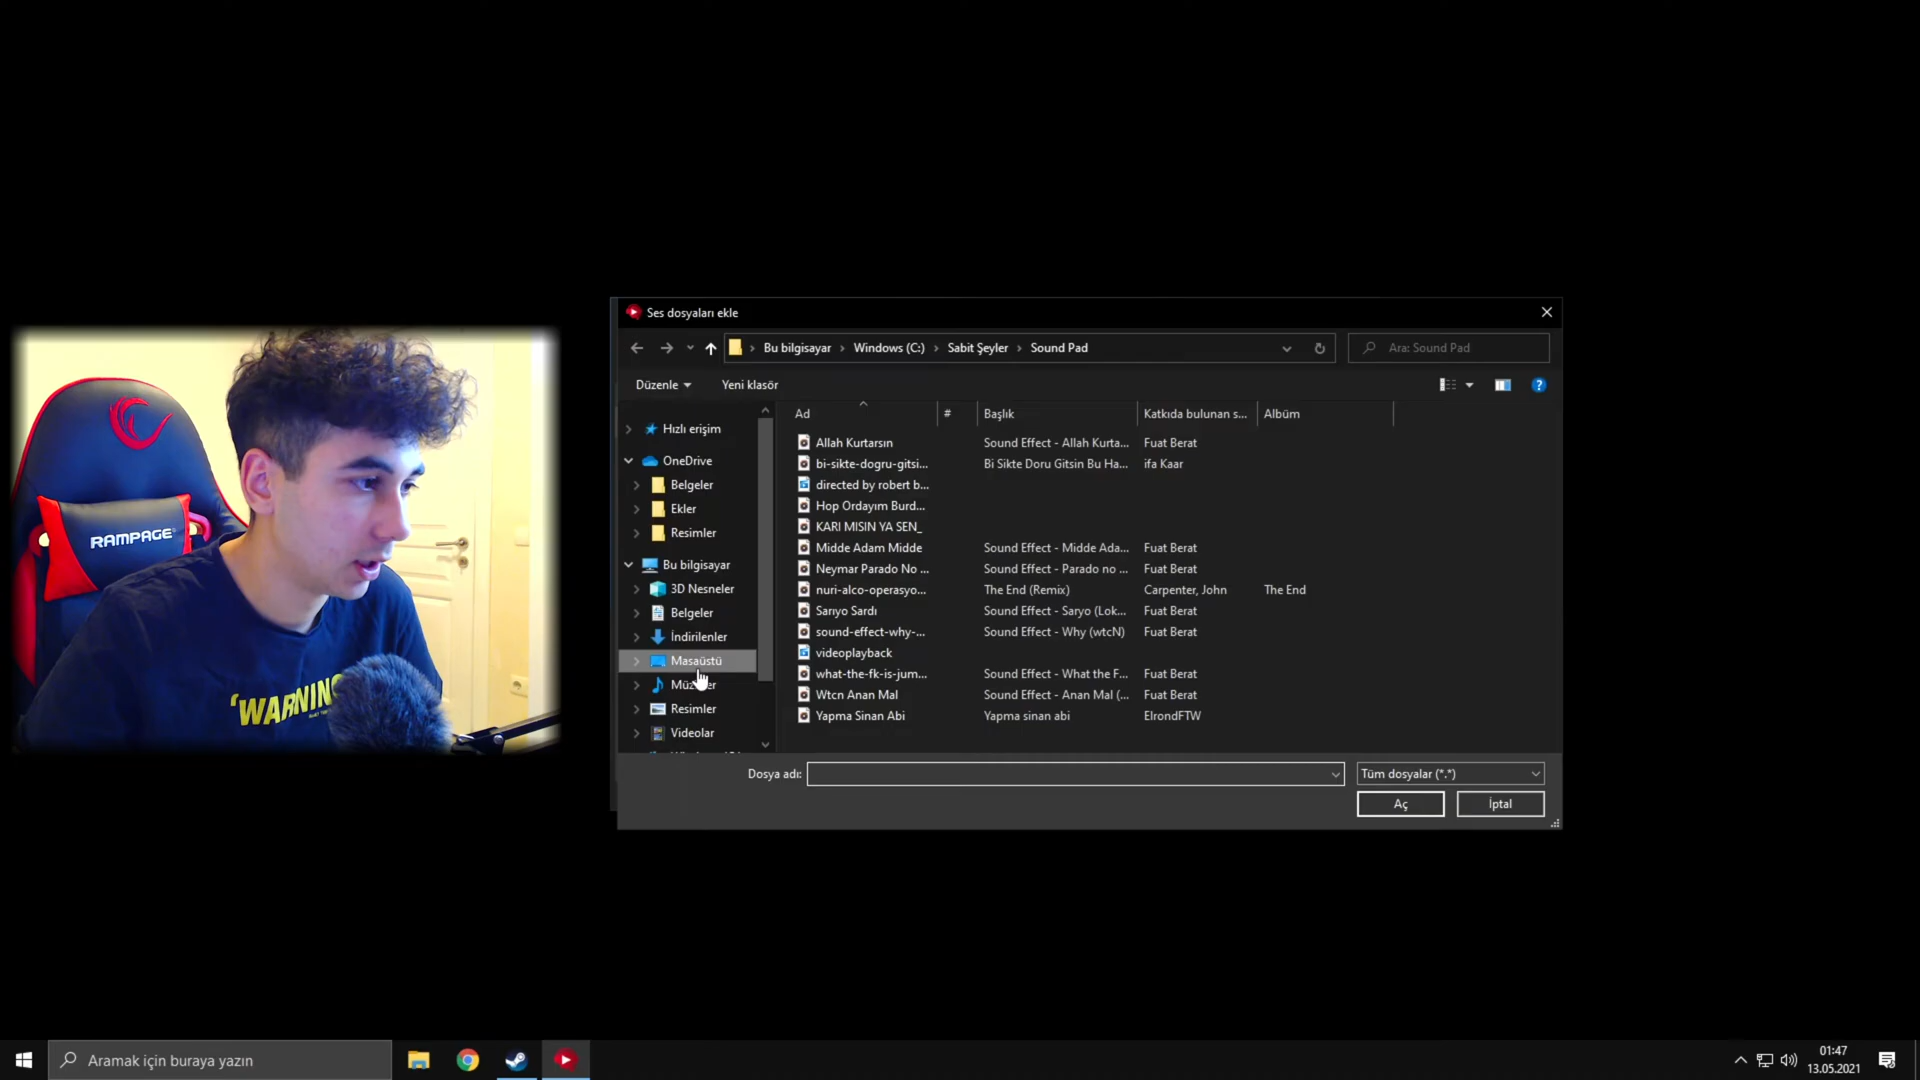 Ses dosyaları ekle
Bu bilgisayar
Windows (C:)
Sabit Şeyler
Sound Pad
Ara: Sound Pad
Düzenle
Yeni klasör
Ad
#
Başlık
Katkıda bulunan s...
Albüm
Hızlı erişim
OneDrive
Belgeler
Ekler
Resimler
Bu bilgisayar
3D Nesneler
Belgeler
İndirilenler
Masaüstü
Resimler
Videolar
Allah Kurtarsın Sound Effect - Allah Kurta... Fuat Berat
bi-sikte-dogru-gitsi... Bi Sikte Doru Gitsin Bu Ha... ifa Kaar
directed by robert b...
Hop Ordayım Burd...
KARI MISIN YA SEN_
Midde Adam Midde Sound Effect - Midde Ada... Fuat Berat
Neymar Parado No ... Sound Effect - Parado no ... Fuat Berat
nuri-alco-operasyo... The End (Remix) Carpenter, John The End
Sarıyo Sardı Sound Effect - Saryo (Lok... Fuat Berat
sound-effect-why-... Sound Effect - Why (wtcN) Fuat Berat
videoplayback
what-the-fk-is-jum... Sound Effect - What the F... Fuat Berat
Wtcn Anan Mal Sound Effect - Anan Mal (... Fuat Berat
Yapma Sinan Abi Yapma sinan abi ElrondFTW
Dosya adı:
Tüm dosyalar (*.*)
Aç
İptal
RAMPAGE
'WARNING
Aramak için buraya yazın
01:47
13.05.2021